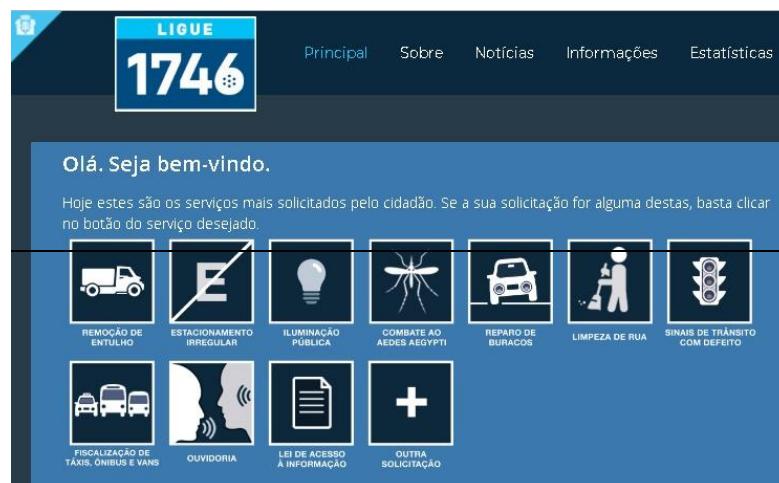 LIGUE
1746
Principal Sobre Notícias Informações Estatísticas
Olá. Seja bem-vindo.
Hoje estes são os serviços mais solicitados pelo cidadão. Se a sua solicitação for alguma destas, basta clicar
no botão do serviço desejado.
E
REMOÇÃO DE
ENTULHO
ESTACIONAMENTO
IRREGULAR
ILUMINAÇÃO
PÚBLICA
COMBATE AO
AEDES AEGYPTI
REPARO DE
BURACOS
LIMPEZA DE RUA
SINAIS DE TRÂNSITO
COM DEFEITO
FISCALIZAÇÃO DE
TÁXIS, ÔNIBUS E VANS
OUVIDORIA
LEI DE ACESSO
À INFORMAÇÃO
OUTRA
SOLICITAÇÃO